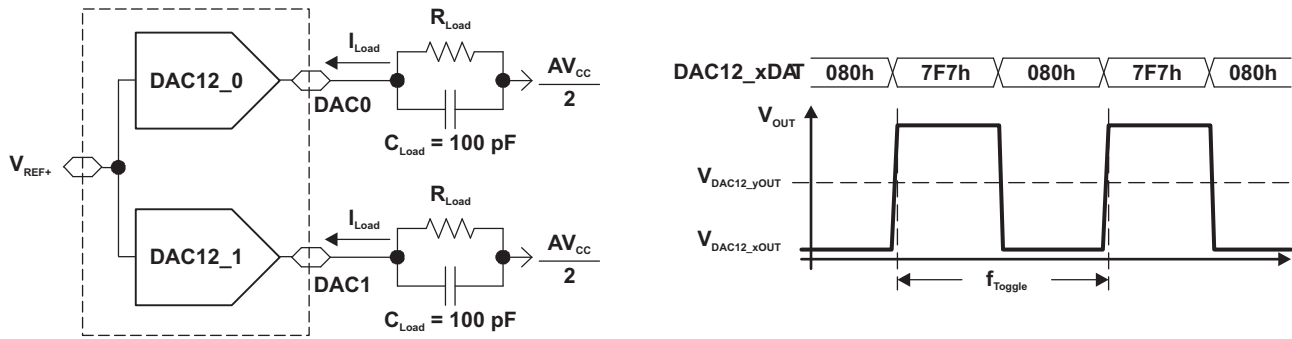 R_Load
I_Load
DAC12_0
DAC0
AV_CC
2
C_Load = 100 pF
V_REF+
R_Load
I_Load
DAC12_1
DAC1
AV_CC
2
C_Load = 100 pF
DAC12_xDAT 080h 7F7h 080h 7F7h 080h
V_OUT
V_DAC12_yOUT
V_DAC12_xOUT
f_Toggle